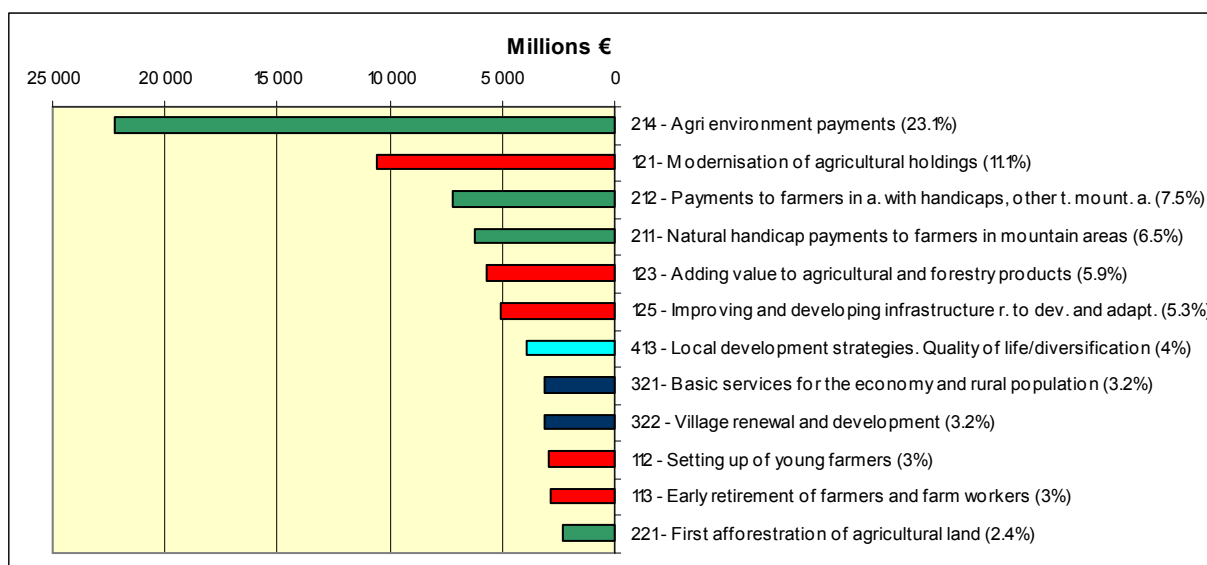 Millions €
25 000 20 000 15 000 10 000 5 000 0
214 - Agri environment payments (23.1%)
121 - Modernisation of agricultural holdings (11.1%)
212 - Payments to farmers in a. with handicaps, other t. mount. a. (7.5%)
211 - Natural handicap payments to farmers in mountain areas (6.5%)
123 - Adding value to agricultural and forestry products (5.9%)
125 - Improving and developing infrastructure r. to dev. and adapt. (5.3%)
413 - Local development strategies. Quality of life/diversification (4%)
321 - Basic services for the economy and rural population (3.2%)
322 - Village renewal and development (3.2%)
112 - Setting up of young farmers (3%)
113 - Early retirement of farmers and farm workers (3%)
221 - First afforestration of agricultural land (2.4%)